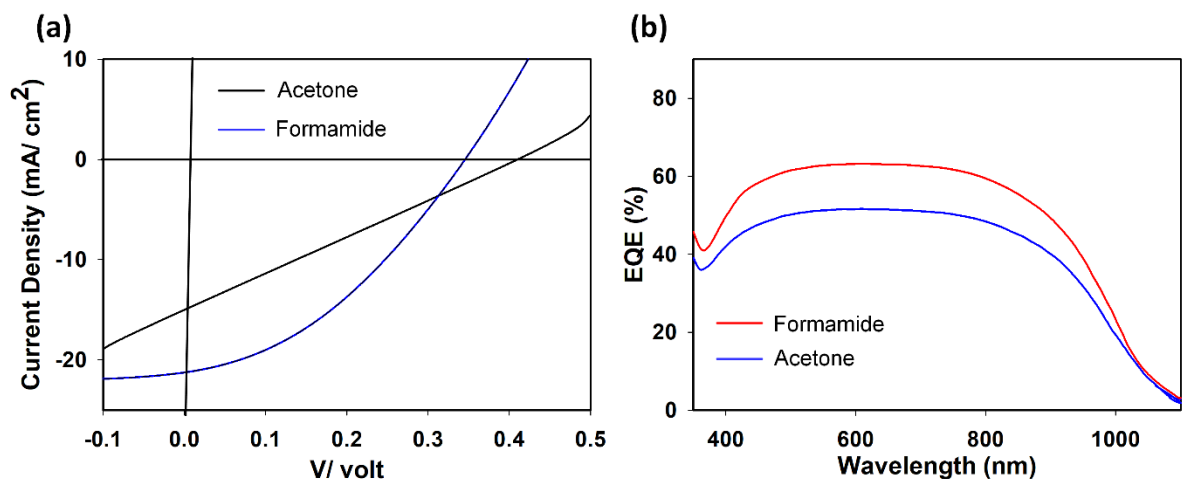 (a)
Current Density (mA/ cm²)
10
0
-10
-20
Acetone
Formamide
-0.1 0.0 0.1 0.2 0.3 0.4 0.5
V/ volt
(b)
EQE (%)
80
60
40
20
0
Formamide
Acetone
400 600 800 1000
Wavelength (nm)